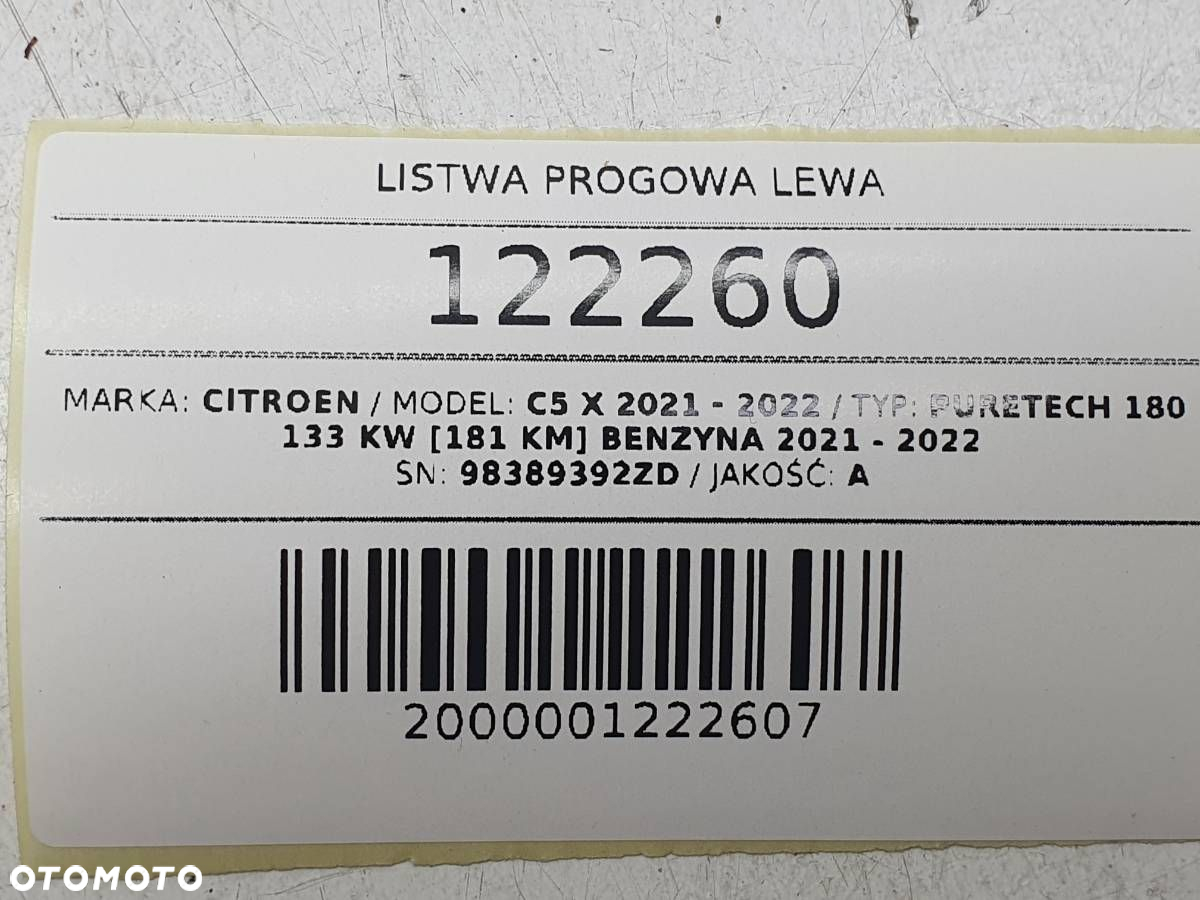 LISTWA PROGOWA LEWA
122260
MARKA: CITROEN / MODEL: C5 X 2021 - 2022 / TYP: PURETECH 180
133 KW [181 KM] BENZYNA 2021 - 2022
SN: 98389392ZD / JAKOŚĆ: A
2000001222607
OTOMOTO